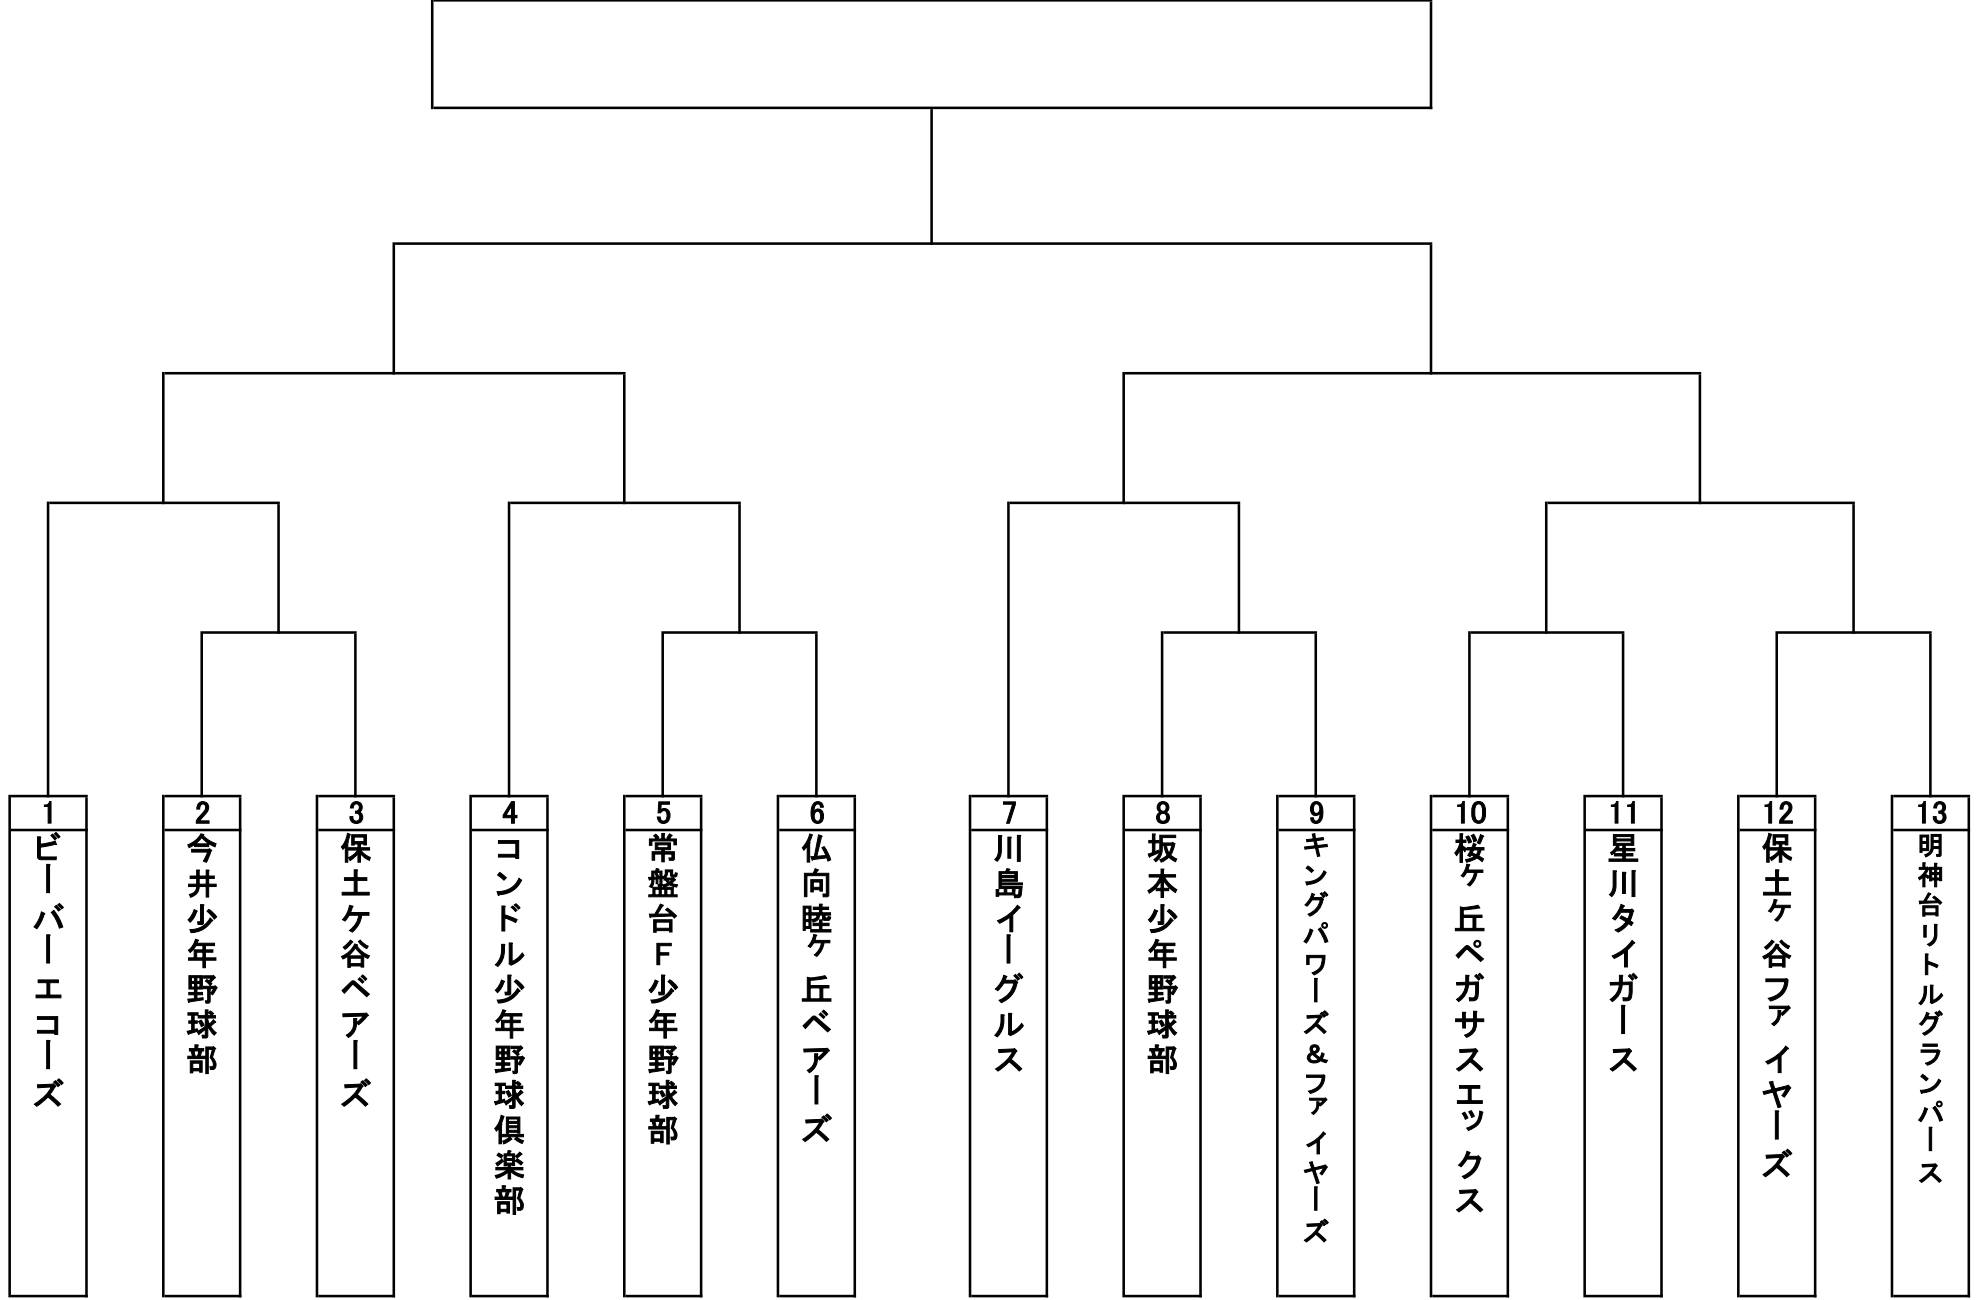 1
ビーバーエコーズ
2
今井少年野球部
3
保土ケ谷ベアーズ
4
コンドル少年野球倶楽部
5
常盤台F少年野球部
6
仏向睦ヶ丘ベアーズ
7
川島イーグルス
8
坂本少年野球部
9
キングパワーズ&ファイヤーズ
10
桜ヶ丘ペガサスエックス
11
星川タイガース
12
保土ヶ谷ファイヤーズ
13
明神台リトルグランパース